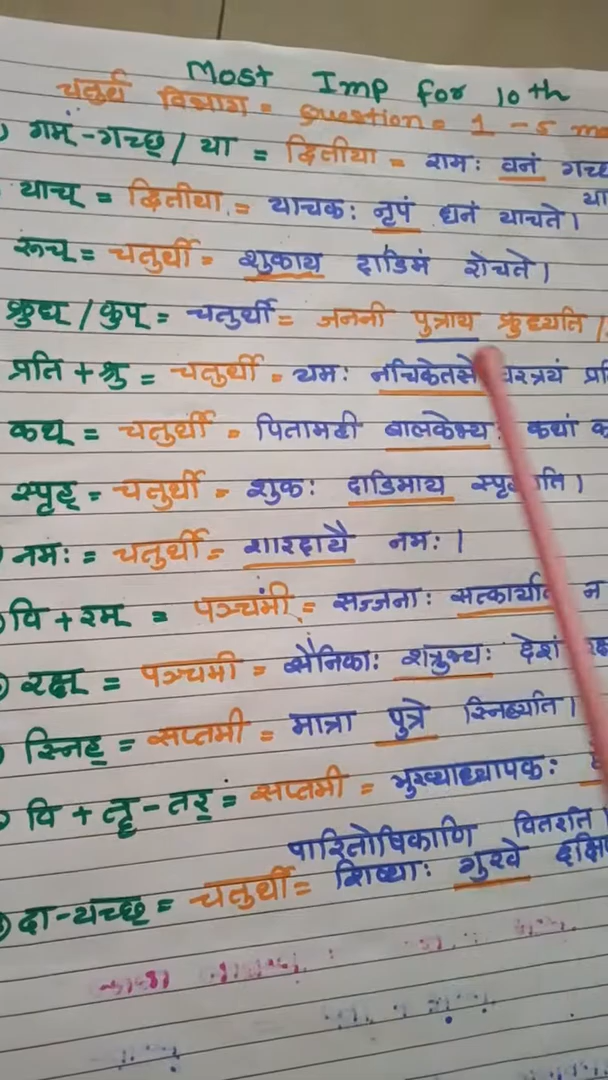 Most Imp for 10th
चतुर्थ विभाग = question = 1 - 5
गम्-गच्छ् / या = द्वितीया = रामः वनं
याच् = द्वितीया = याचकः नृपं धनं याचते।
रूच् = चतुर्थी = शुकाय दाडिमं रोचते।
क्रुध् / कुप् = चतुर्थी = जननी पुत्राय क्रुध्यति।
प्रति + श्रु = चतुर्थी = यमः नचिकेतसे वरत्रयं
कथ् = चतुर्थी = पितामही बालकेभ्यः कथां
स्पृह् = चतुर्थी = शुकः दाडिमाय
नमः = चतुर्थी = शारदायै नमः।
वि + रम् = पञ्चमी = सज्जनाः सत्कार्यात् न
रक्ष् = पञ्चमी = सैनिकाः शत्रुभ्यः देशं
स्निह् = सप्तमी = मात्रा पुत्रे स्निह्यति।
वि + तृ - तर् = सप्तमी = मुख्याध्यापकः
पारितोषिकाणि वितरति।
दा-यच्छ् = चतुर्थी = शिष्याः गुरवे